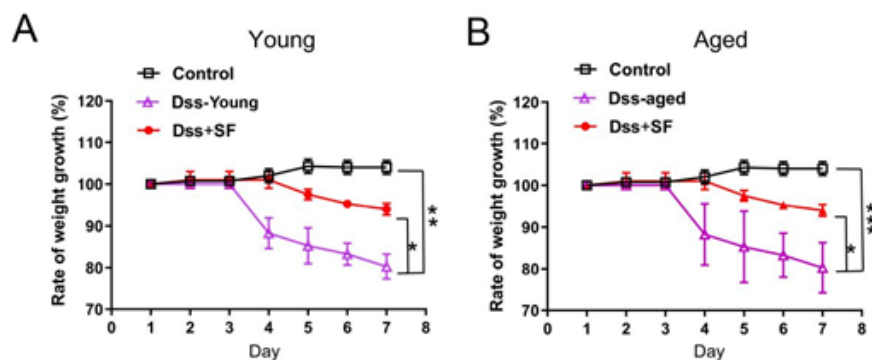 A
Young
Control
Dss-Young
Dss+SF
Rate of weight growth (%)
120
110
100
90
80
70
0 1 2 3 4 5 6 7 8
Day
*
**
B
Aged
Control
Dss-aged
Dss+SF
Rate of weight growth (%)
120
110
100
90
80
70
0 1 2 3 4 5 6 7 8
Day
*
***